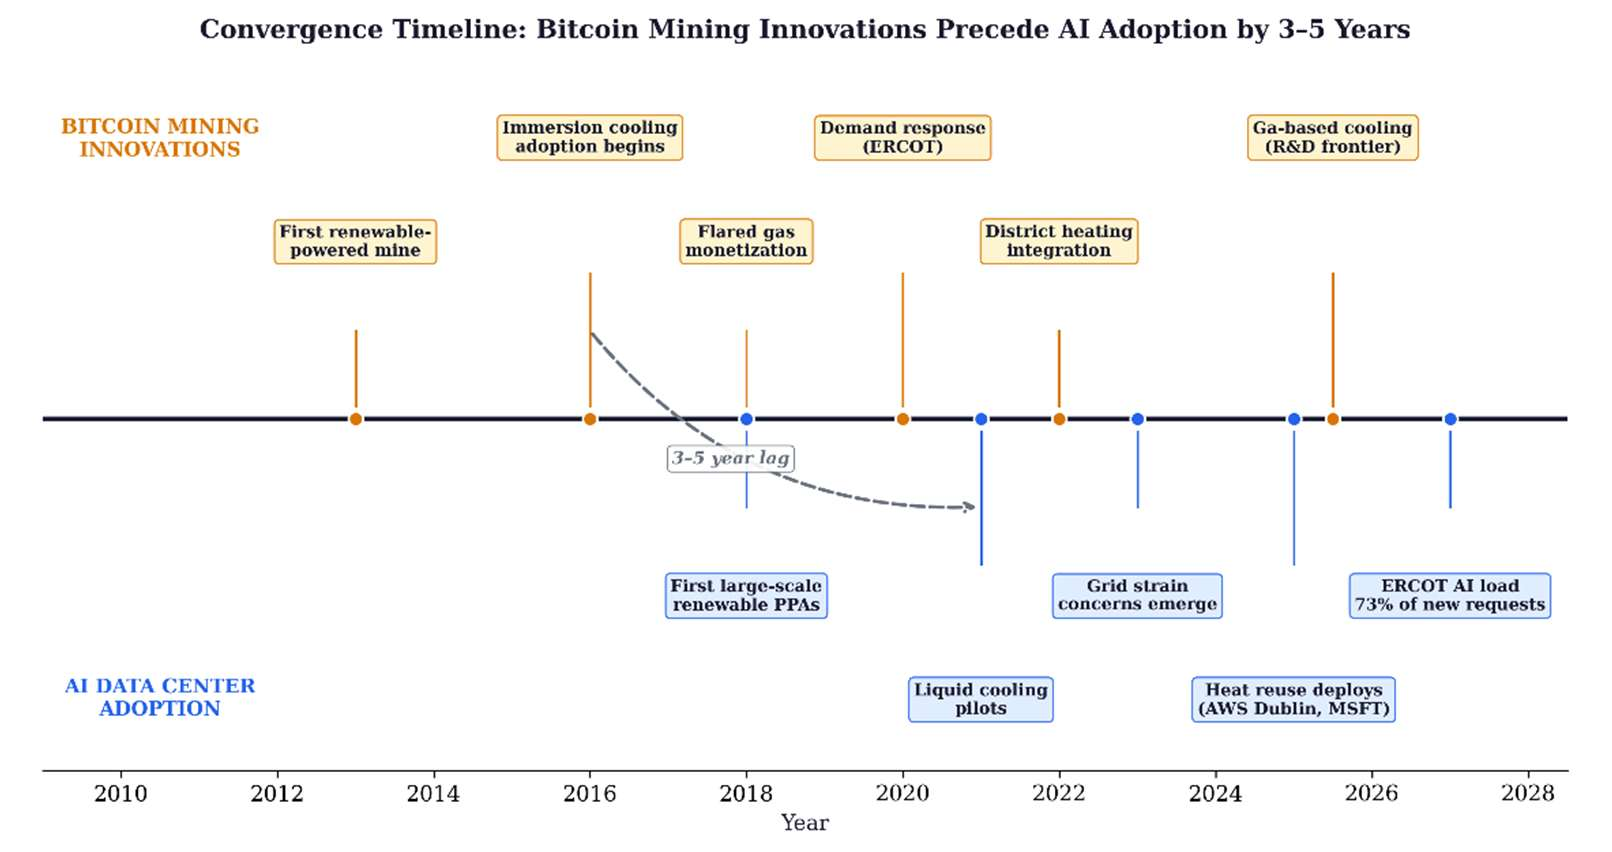 Convergence Timeline: Bitcoin Mining Innovations Precede AI Adoption by 3–5 Years
BITCOIN MINING
INNOVATIONS
Immersion cooling
adoption begins
Demand response
(ERCOT)
Ga-based cooling
(R&D frontier)
First renewable-
powered mine
Flared gas
monetization
District heating
integration
3–5 year lag
First large-scale
renewable PPAs
Grid strain
concerns emerge
ERCOT AI load
73% of new requests
AI DATA CENTER
ADOPTION
Liquid cooling
pilots
Heat reuse deploys
(AWS Dublin, MSFT)
2010 2012 2014 2016 2018 2020 2022 2024 2026 2028
Year